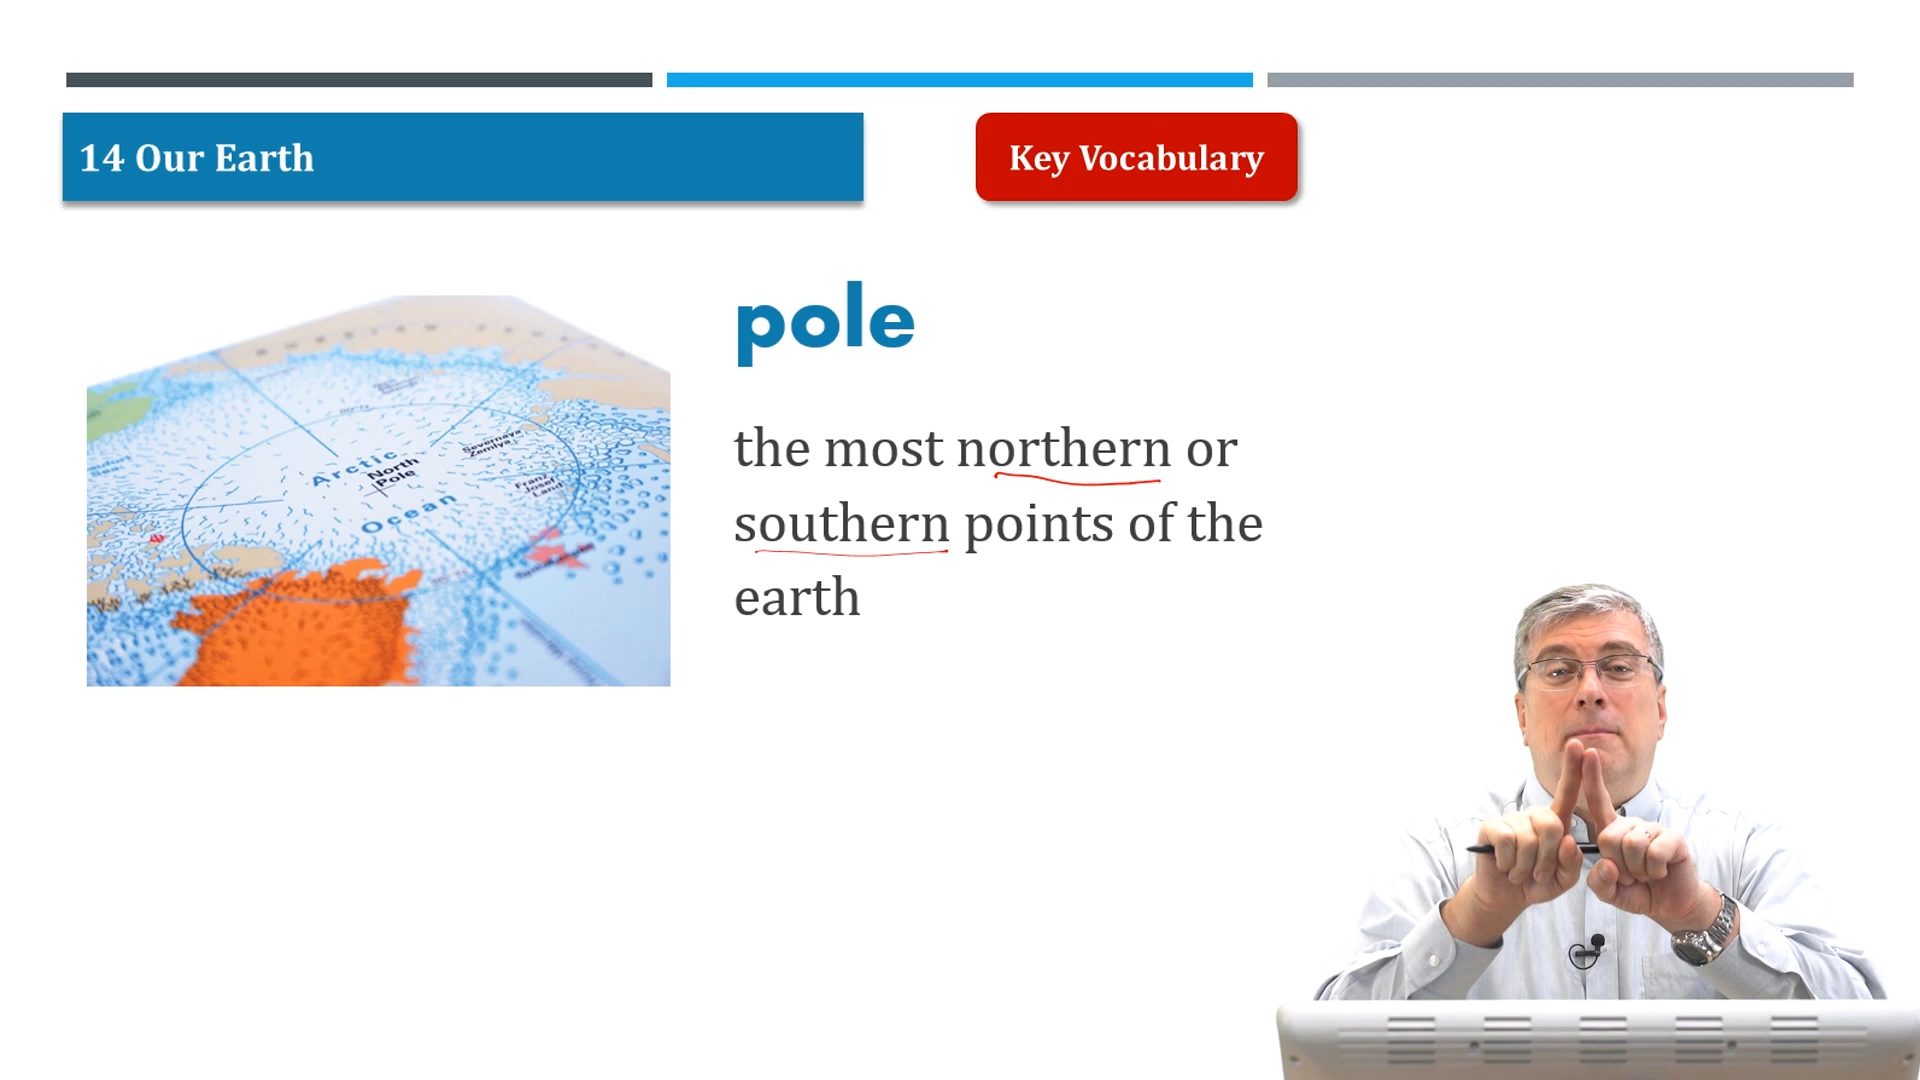 14 Our Earth
Key Vocabulary
pole
the most northern or
southern points of the
earth
Arctic
North
Pole
Ocean
Severnaya
Zemlya
Franz
Josef
Land